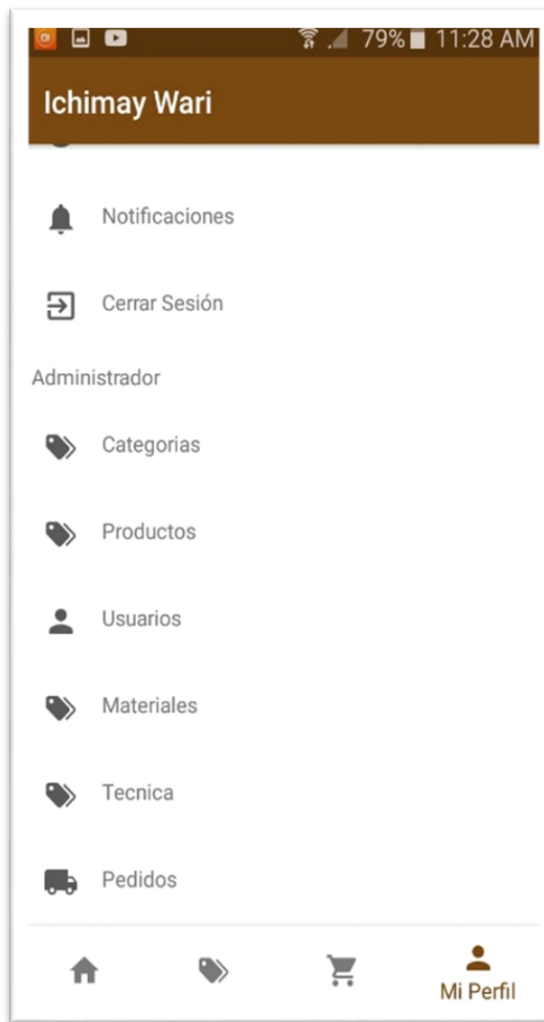 79% 11:28 AM
Ichimay Wari
Notificaciones
Cerrar Sesión
Administrador
Categorias
Productos
Usuarios
Materiales
Tecnica
Pedidos
Mi Perfil